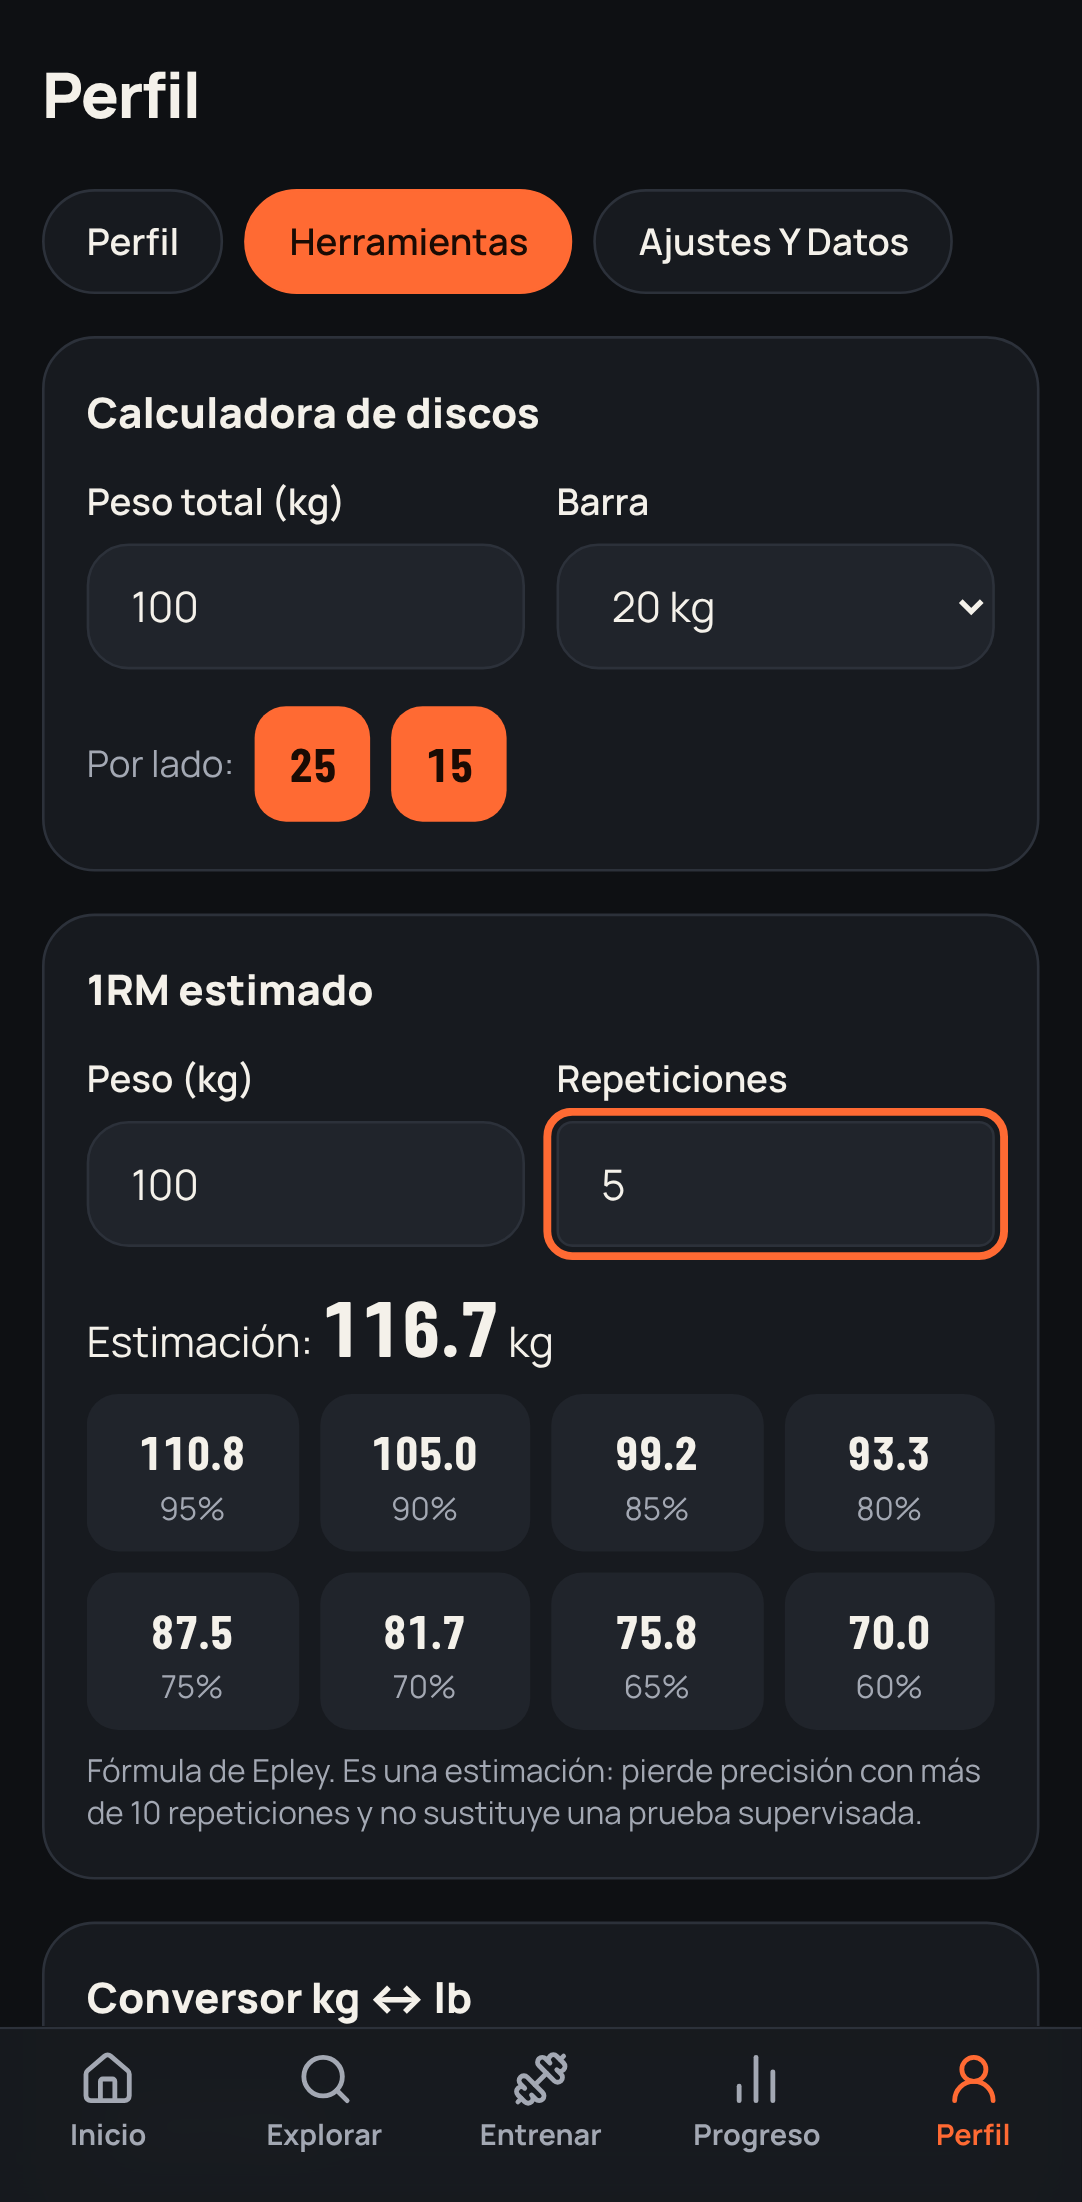 Perfil
Perfil
Herramientas
Ajustes Y Datos
Calculadora de discos
Peso total (kg)
Barra
100
20 kg
Por lado:
25
15
1RM estimado
Peso (kg)
Repeticiones
100
5
Estimación: 116.7 kg
110.8
95%
105.0
90%
99.2
85%
93.3
80%
87.5
75%
81.7
70%
75.8
65%
70.0
60%
Fórmula de Epley. Es una estimación: pierde precisión con más
de 10 repeticiones y no sustituye una prueba supervisada.
Conversor kg ↔ lb
Inicio
Explorar
Entrenar
Progreso
Perfil